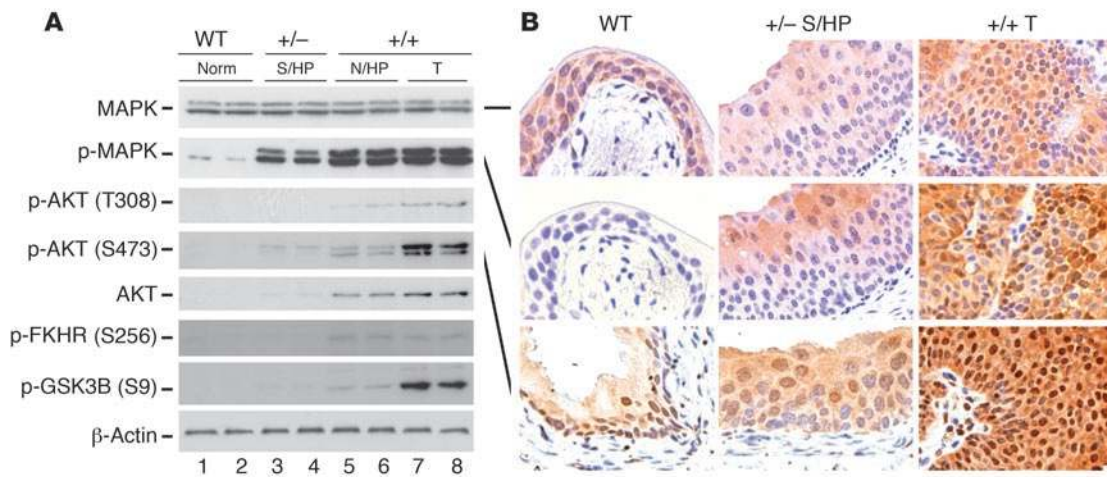 A
WT +/− +/+
Norm S/HP N/HP T
MAPK
p-MAPK
p-AKT (T308)
p-AKT (S473)
AKT
p-FKHR (S256)
p-GSK3B (S9)
β-Actin
1 2 3 4 5 6 7 8
B
WT +/− S/HP +/+ T